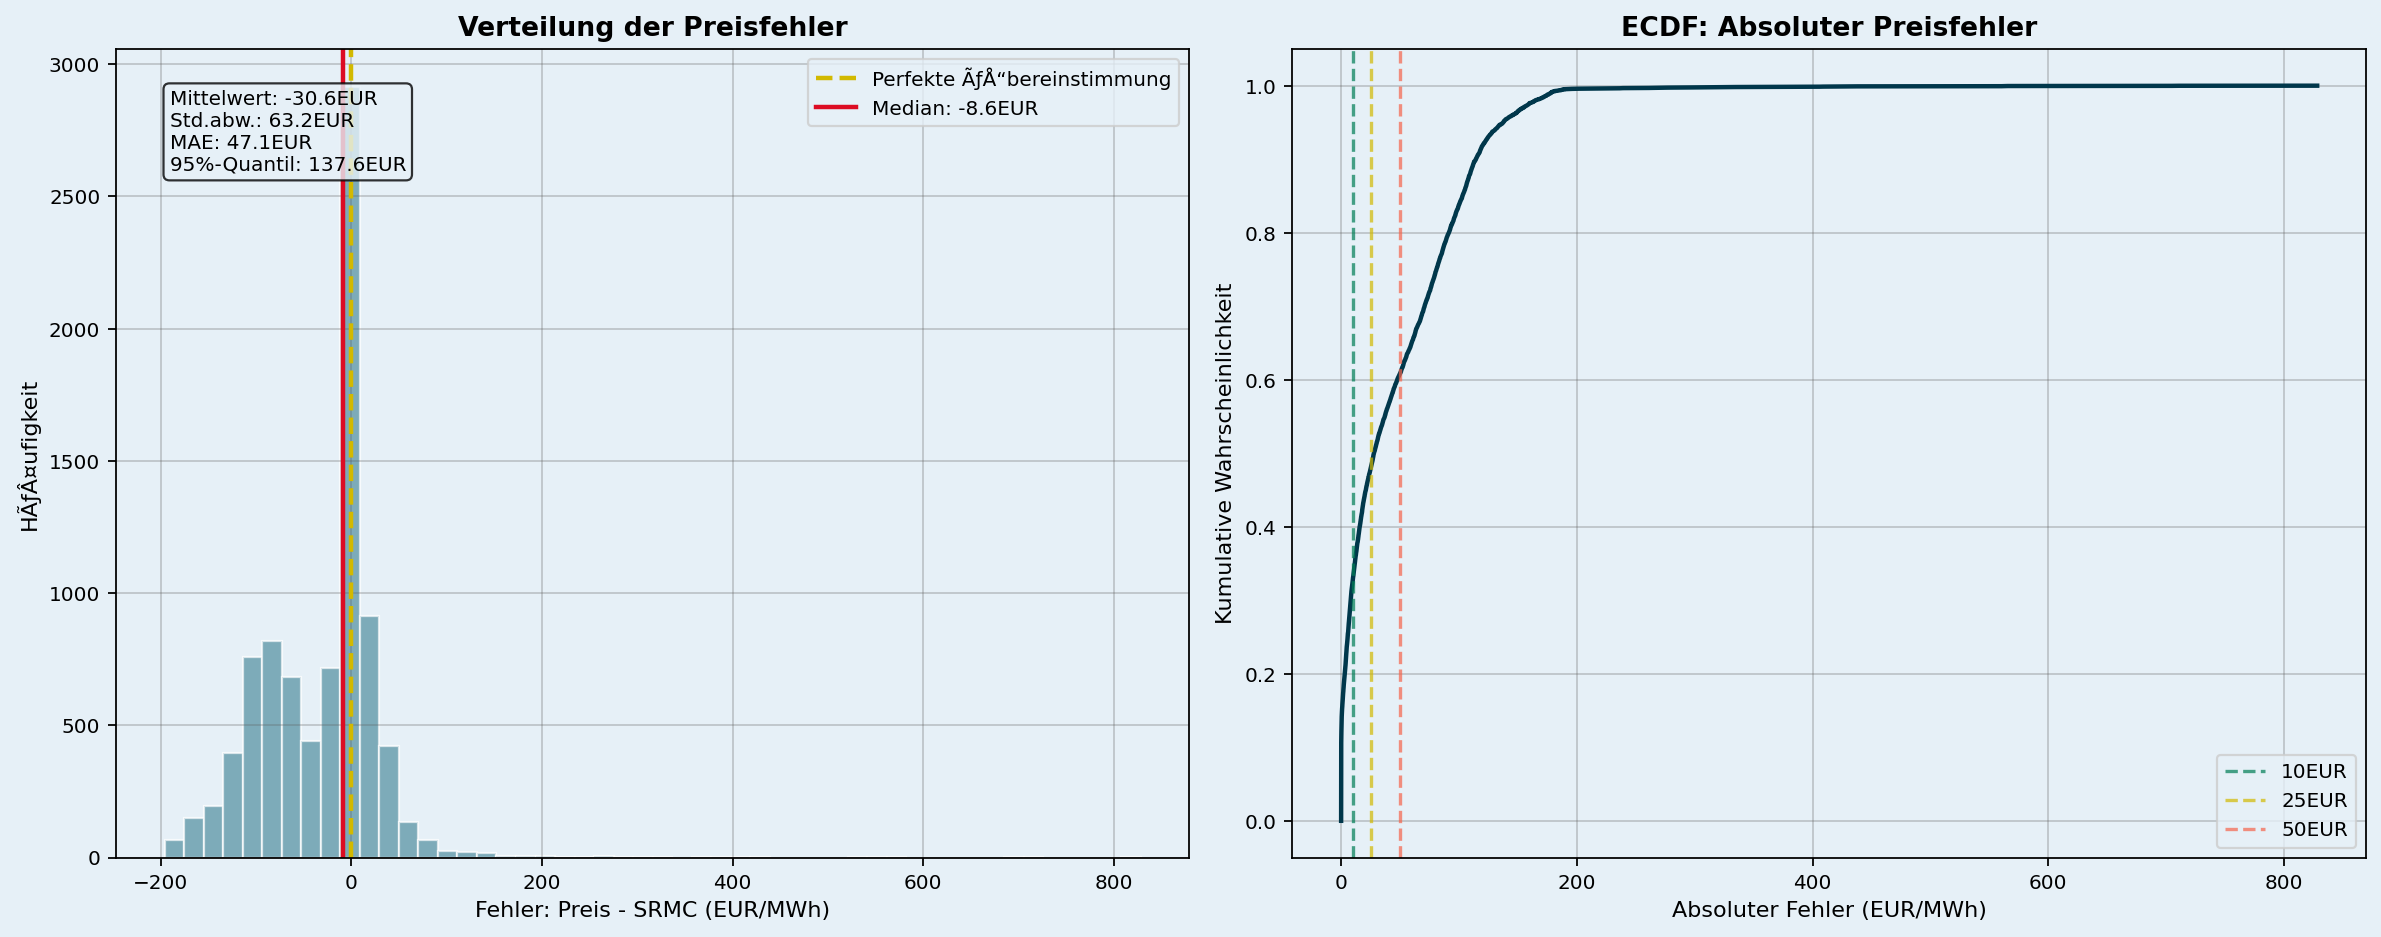 Verteilung der Preisfehler
3000
2500
2000
1500
1000
500
0
HÃƒÂ¤ufigkeit
Mittelwert: -30.6EUR
Std.abw.: 63.2EUR
MAE: 47.1EUR
95%-Quantil: 137.6EUR
Perfekte ÃƒÅ“bereinstimmung
Median: -8.6EUR
−200 0 200 400 600 800
Fehler: Preis - SRMC (EUR/MWh)
ECDF: Absoluter Preisfehler
1.0
0.8
0.6
0.4
0.2
0.0
Kumulative Wahrscheinlichkeit
10EUR
25EUR
50EUR
0 200 400 600 800
Absoluter Fehler (EUR/MWh)